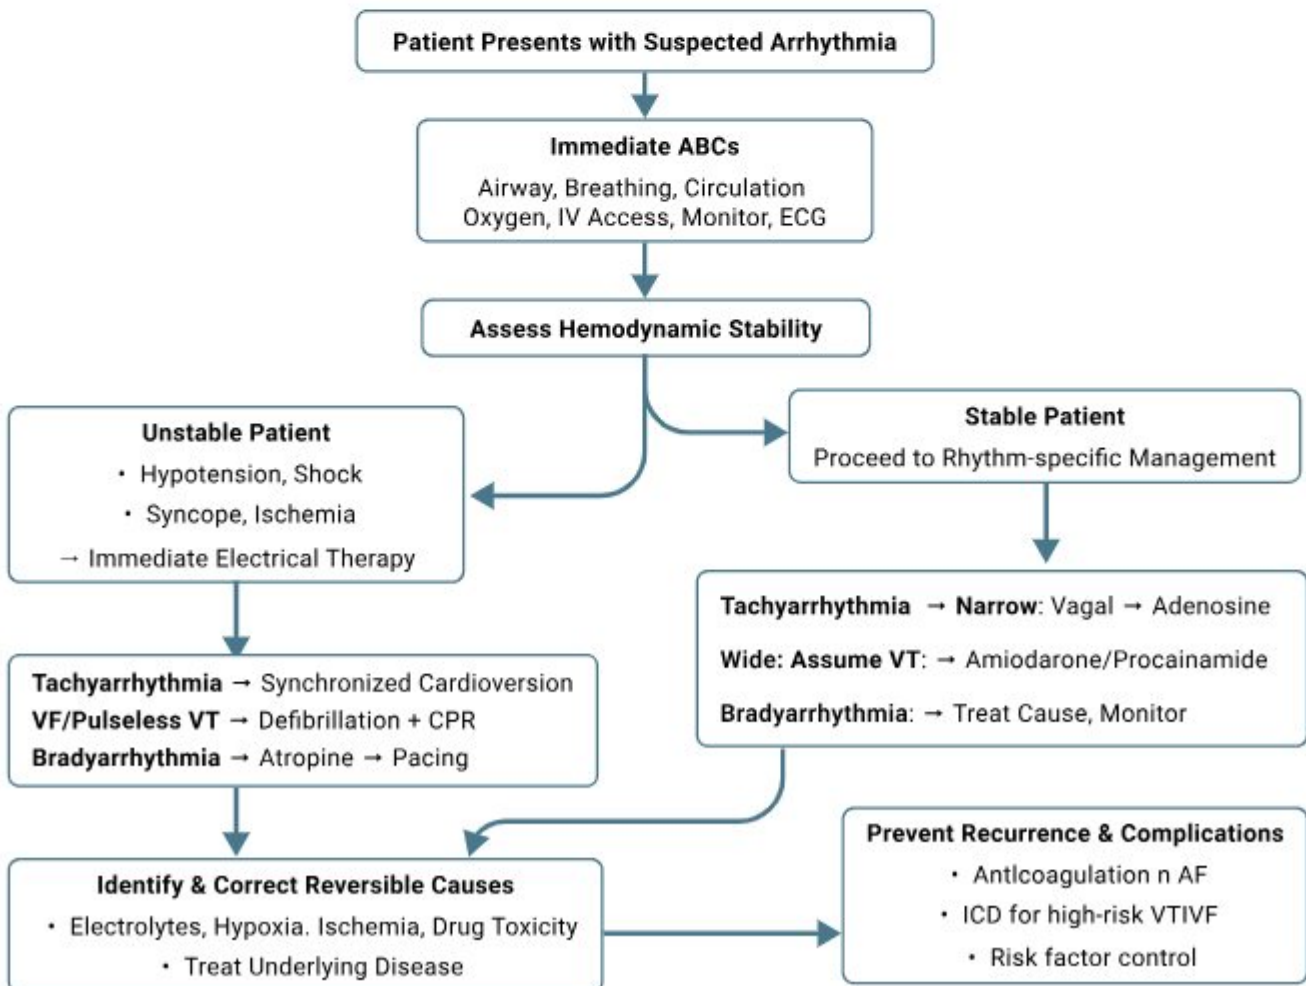 Patient Presents with Suspected Arrhythmia
Immediate ABCs
Airway, Breathing, Circulation
Oxygen, IV Access, Monitor, ECG
Assess Hemodynamic Stability
Unstable Patient
• Hypotension, Shock
• Syncope, Ischemia
→ Immediate Electrical Therapy
Stable Patient
Proceed to Rhythm-specific Management
Tachyarrhythmia → Synchronized Cardioversion
VF/Pulseless VT → Defibrillation + CPR
Bradyarrhythmia → Atropine → Pacing
Tachyarrhythmia → Narrow: Vagal → Adenosine
Wide: Assume VT: → Amiodarone/Procainamide
Bradyarrhythmia: → Treat Cause, Monitor
Identify & Correct Reversible Causes
• Electrolytes, Hypoxia. Ischemia, Drug Toxicity
• Treat Underlying Disease
Prevent Recurrence & Complications
• Antlcoagulation n AF
• ICD for high-risk VTIVF
• Risk factor control